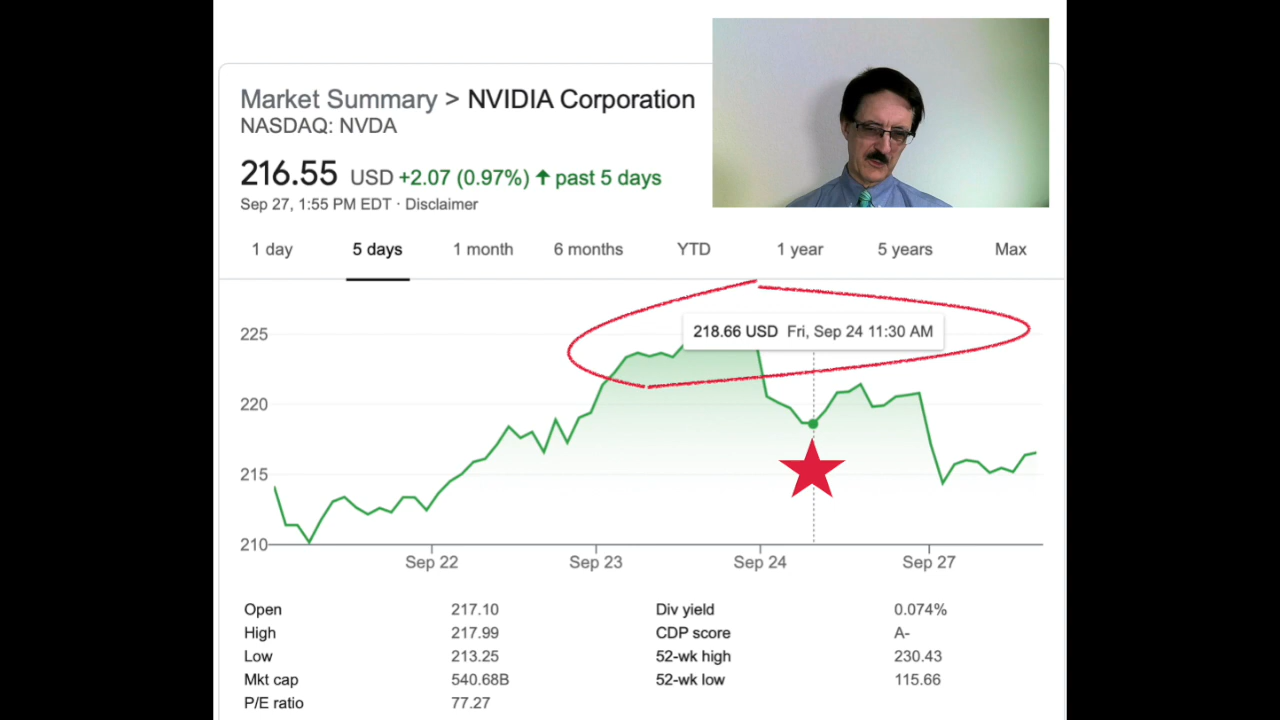 Market Summary > NVIDIA Corporation
NASDAQ: NVDA
216.55 USD +2.07 (0.97%) ↑ past 5 days
Sep 27, 1:55 PM EDT · Disclaimer
1 day 5 days 1 month 6 months YTD 1 year 5 years Max
218.66 USD Fri, Sep 24 11:30 AM
225
220
215
210
Sep 22 Sep 23 Sep 24 Sep 27
Open 217.10 Div yield 0.074%
High 217.99 CDP score A-
Low 213.25 52-wk high 230.43
Mkt cap 540.68B 52-wk low 115.66
P/E ratio 77.27